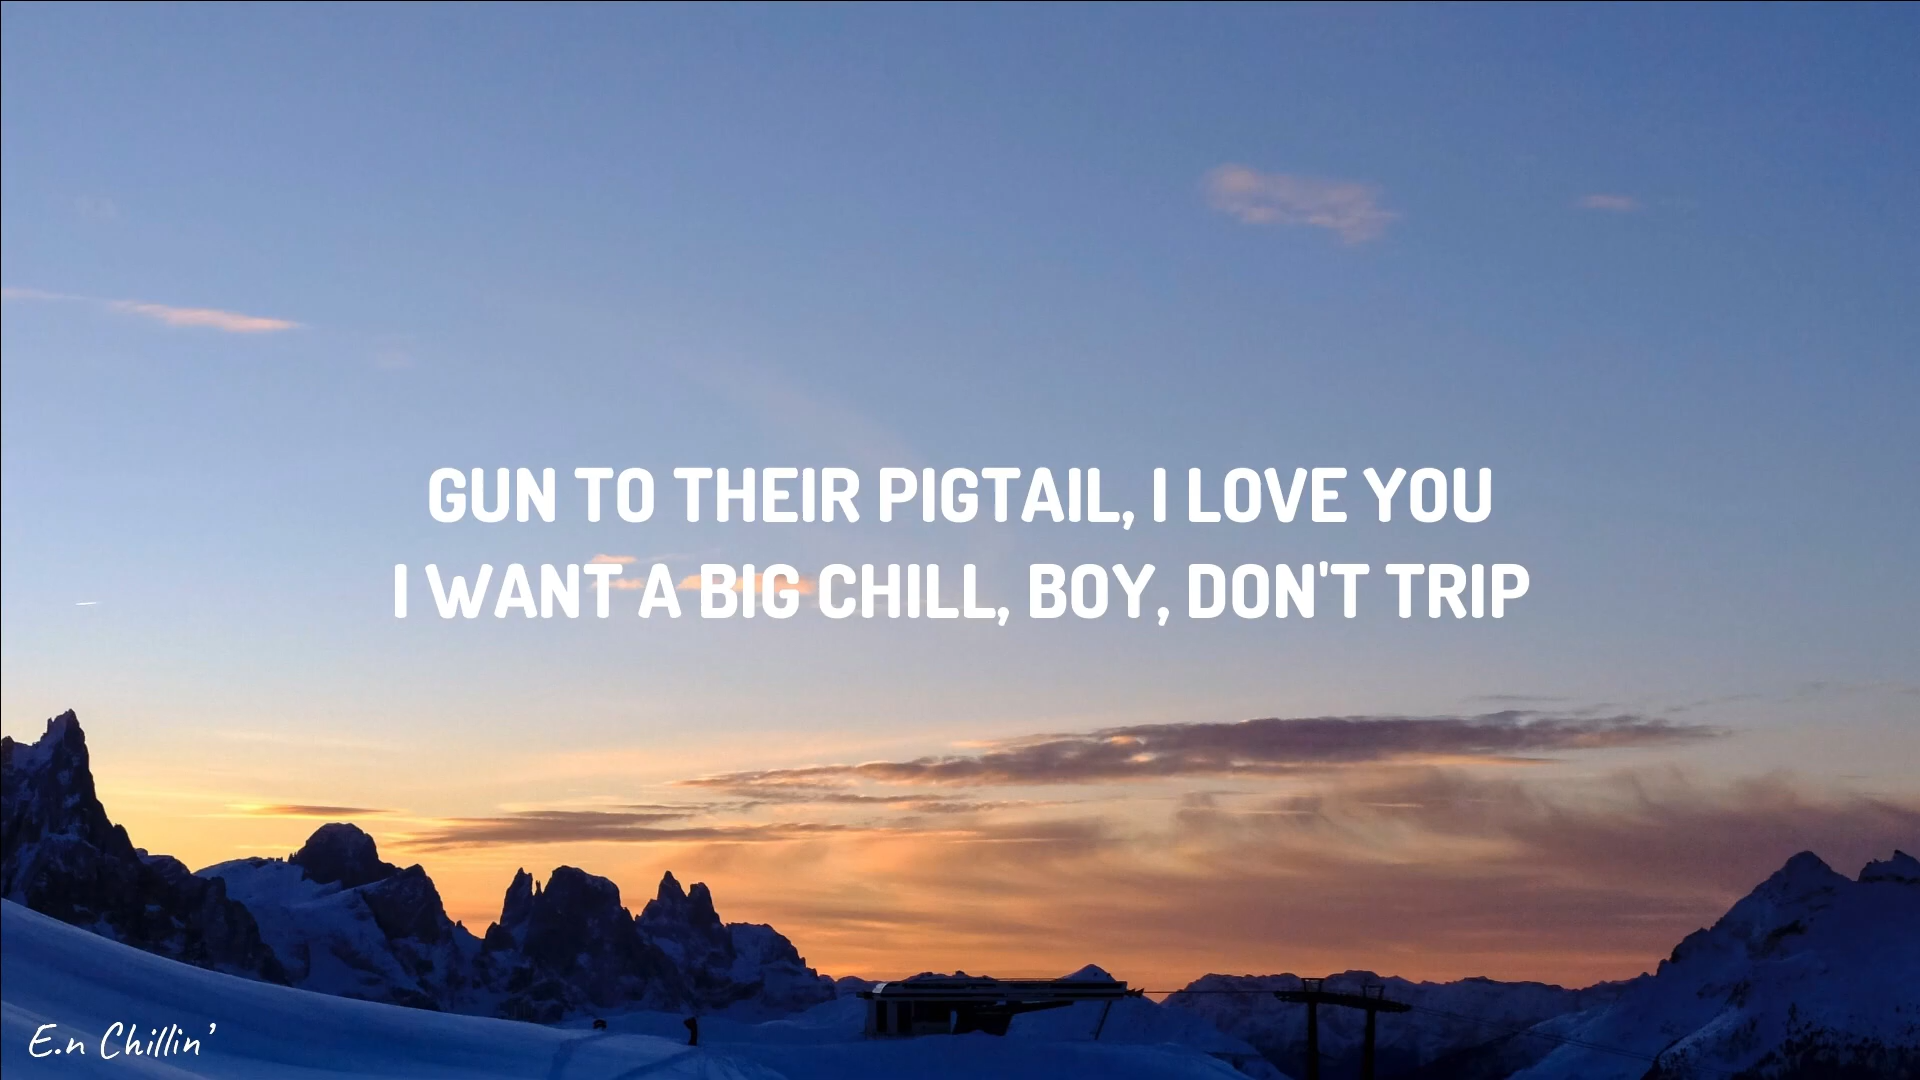 GUN TO THEIR PIGTAIL, I LOVE YOU
I WANT A BIG CHILL, BOY, DON'T TRIP
E.n Chillin'